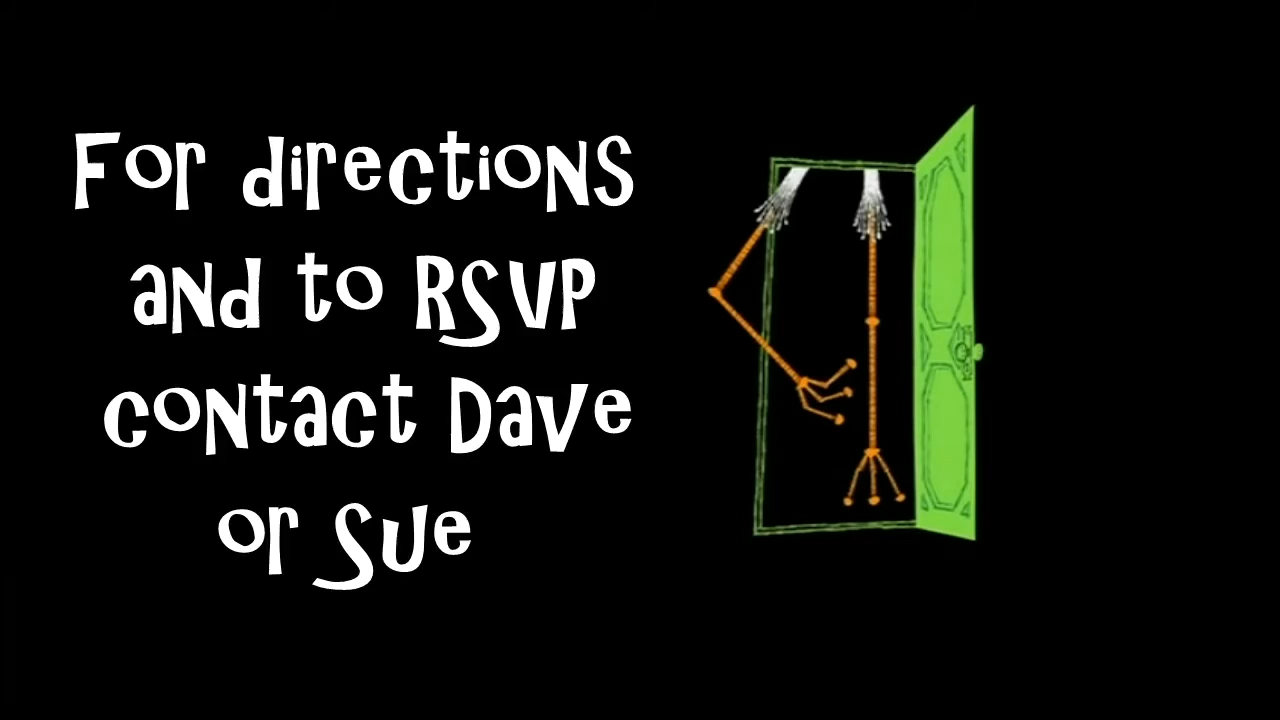 For directions
and to RSVP
contact Dave
or Sue